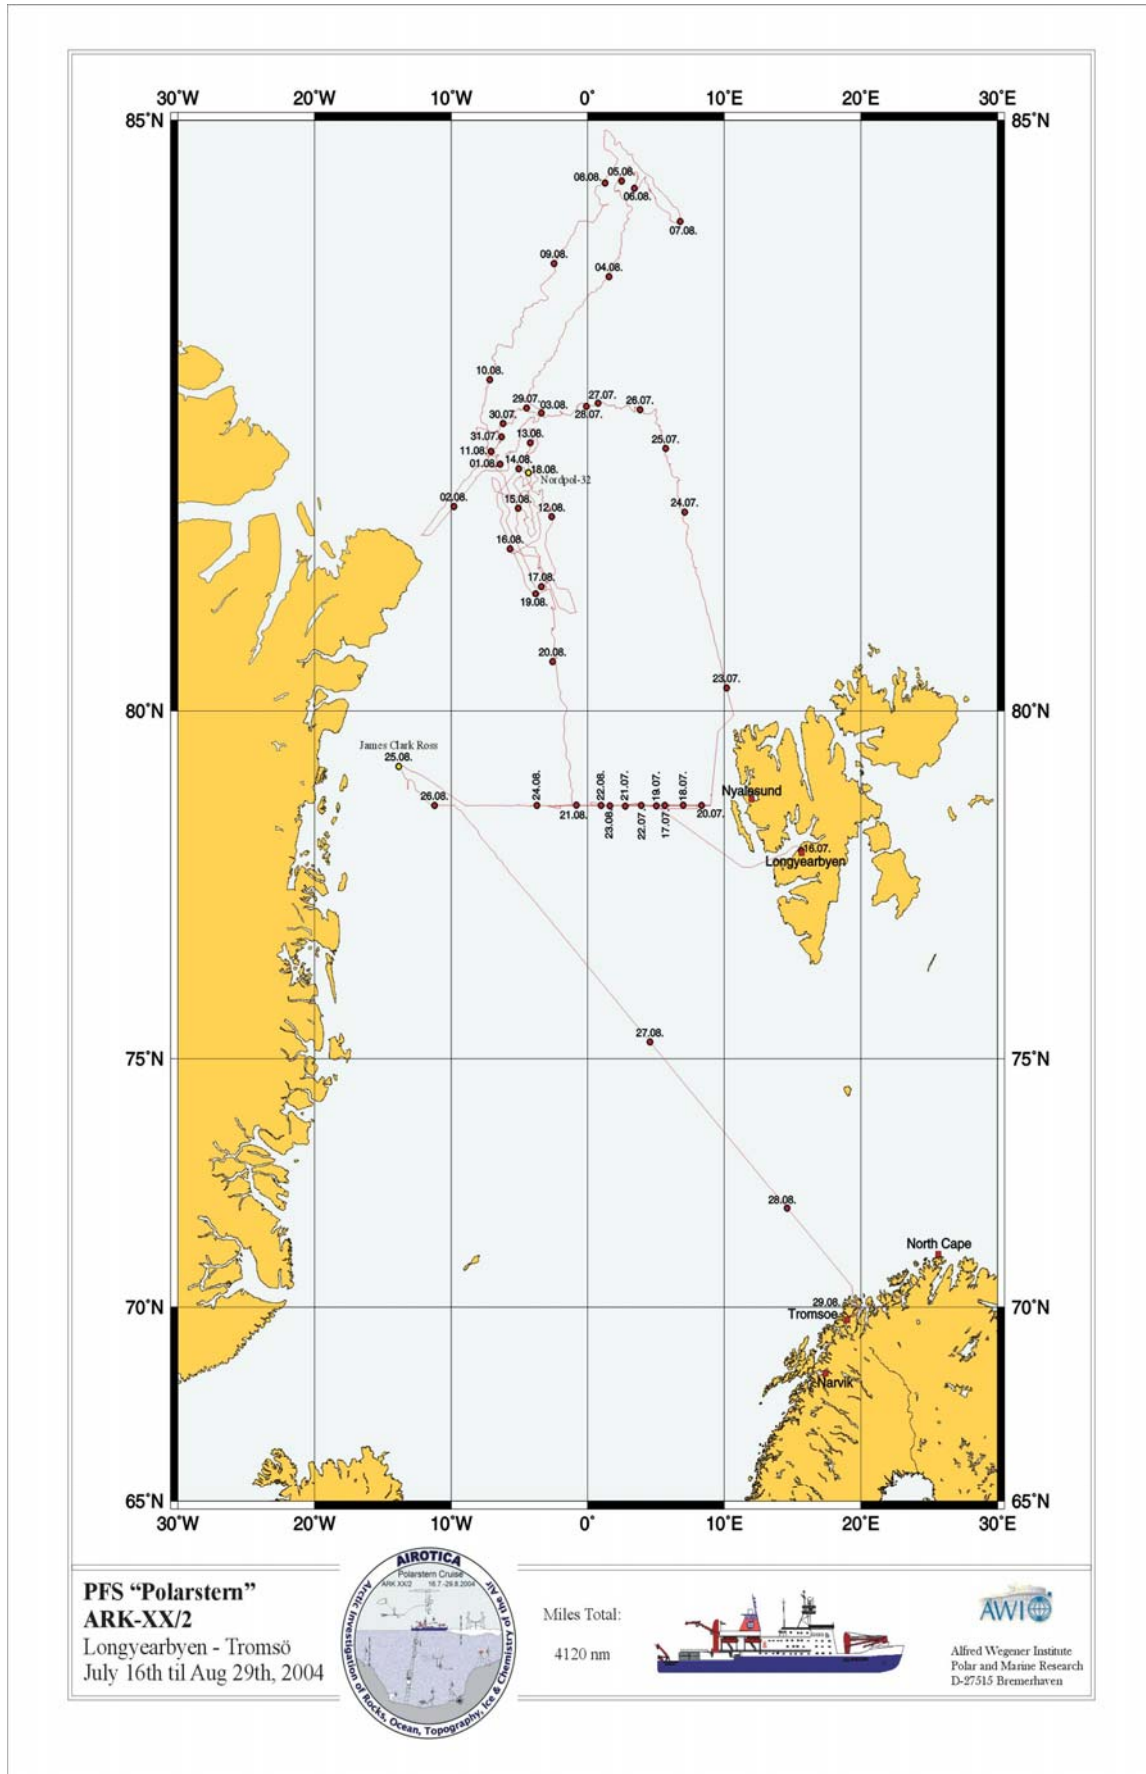 30°W 20°W 10°W 0° 10°E 20°E 30°E
85°N 85°N
08.08. 05.08.
06.08.
07.08.
09.08.
04.08.
10.08.
29.07. 03.08. 27.07. 26.07.
28.07.
30.07.
31.07. 13.08.
25.07.
11.08.
01.08. 14.08. 18.08.
Nordpol-32
02.08. 15.08. 12.08. 24.07.
16.08.
17.08.
19.08.
20.08.
23.07.
80°N 80°N
James Clark Ross
25.08.
26.08. 24.08. 21.08. 22.08. 23.08. 21.07. 22.07. 19.07. 17.07. 18.07. 20.07.
Nyalesund
16.07.
Longyearbyen
27.08.
75°N 75°N
28.08.
North Cape
29.08.
70°N 70°N
Tromsoe
Narvik
65°N 65°N
30°W 20°W 10°W 0° 10°E 20°E 30°E
PFS “Polarstern”
ARK-XX/2
Longyearbyen - Tromsö
July 16th til Aug 29th, 2004
AIROTICA
Polarstern Cruise
ARK XX/2 16.7.-29.8.2004
Arctic Investigation of Rocks, Ocean, Topography, Ice & Chemistry of the Air
Miles Total:
4120 nm
AWI
Alfred Wegener Institute
Polar and Marine Research
D-27515 Bremerhaven